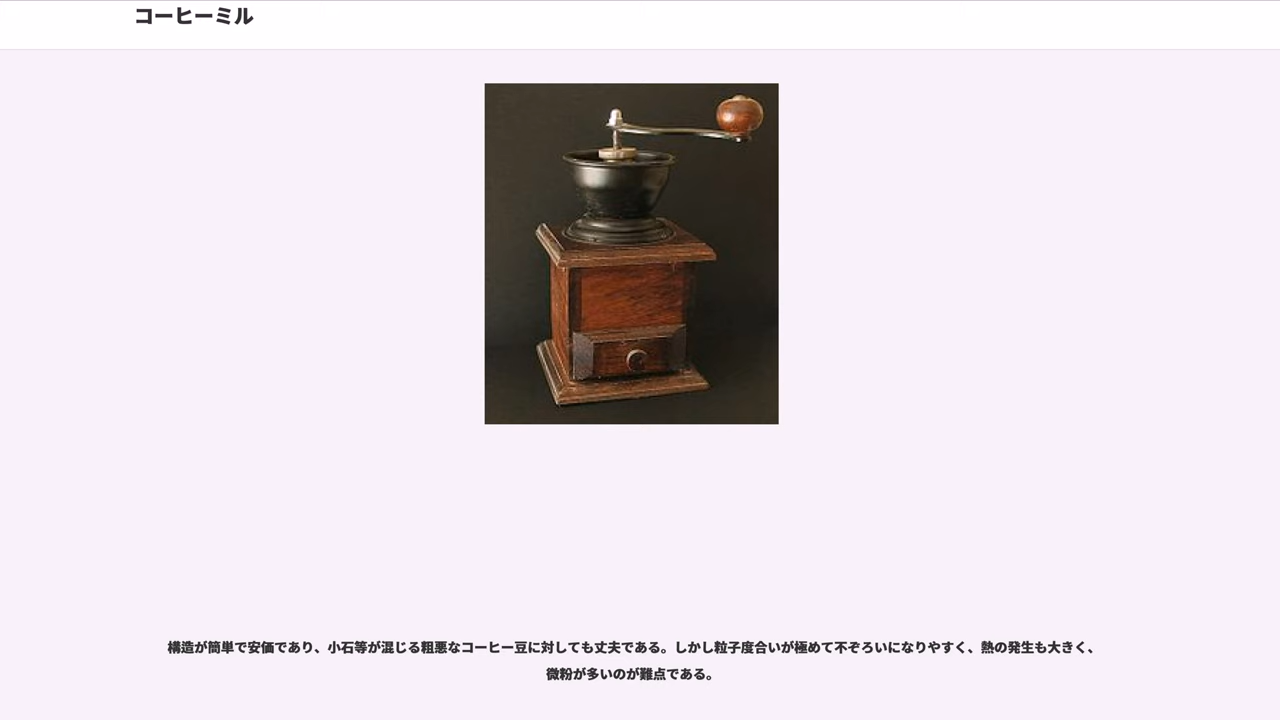 コーヒーミル
構造が簡単で安価であり、小石等が混じる粗悪なコーヒー豆に対しても丈夫である。しかし粒子度合いが極めて不ぞろいになりやすく、熱の発生も大きく、
微粉が多いのが難点である。